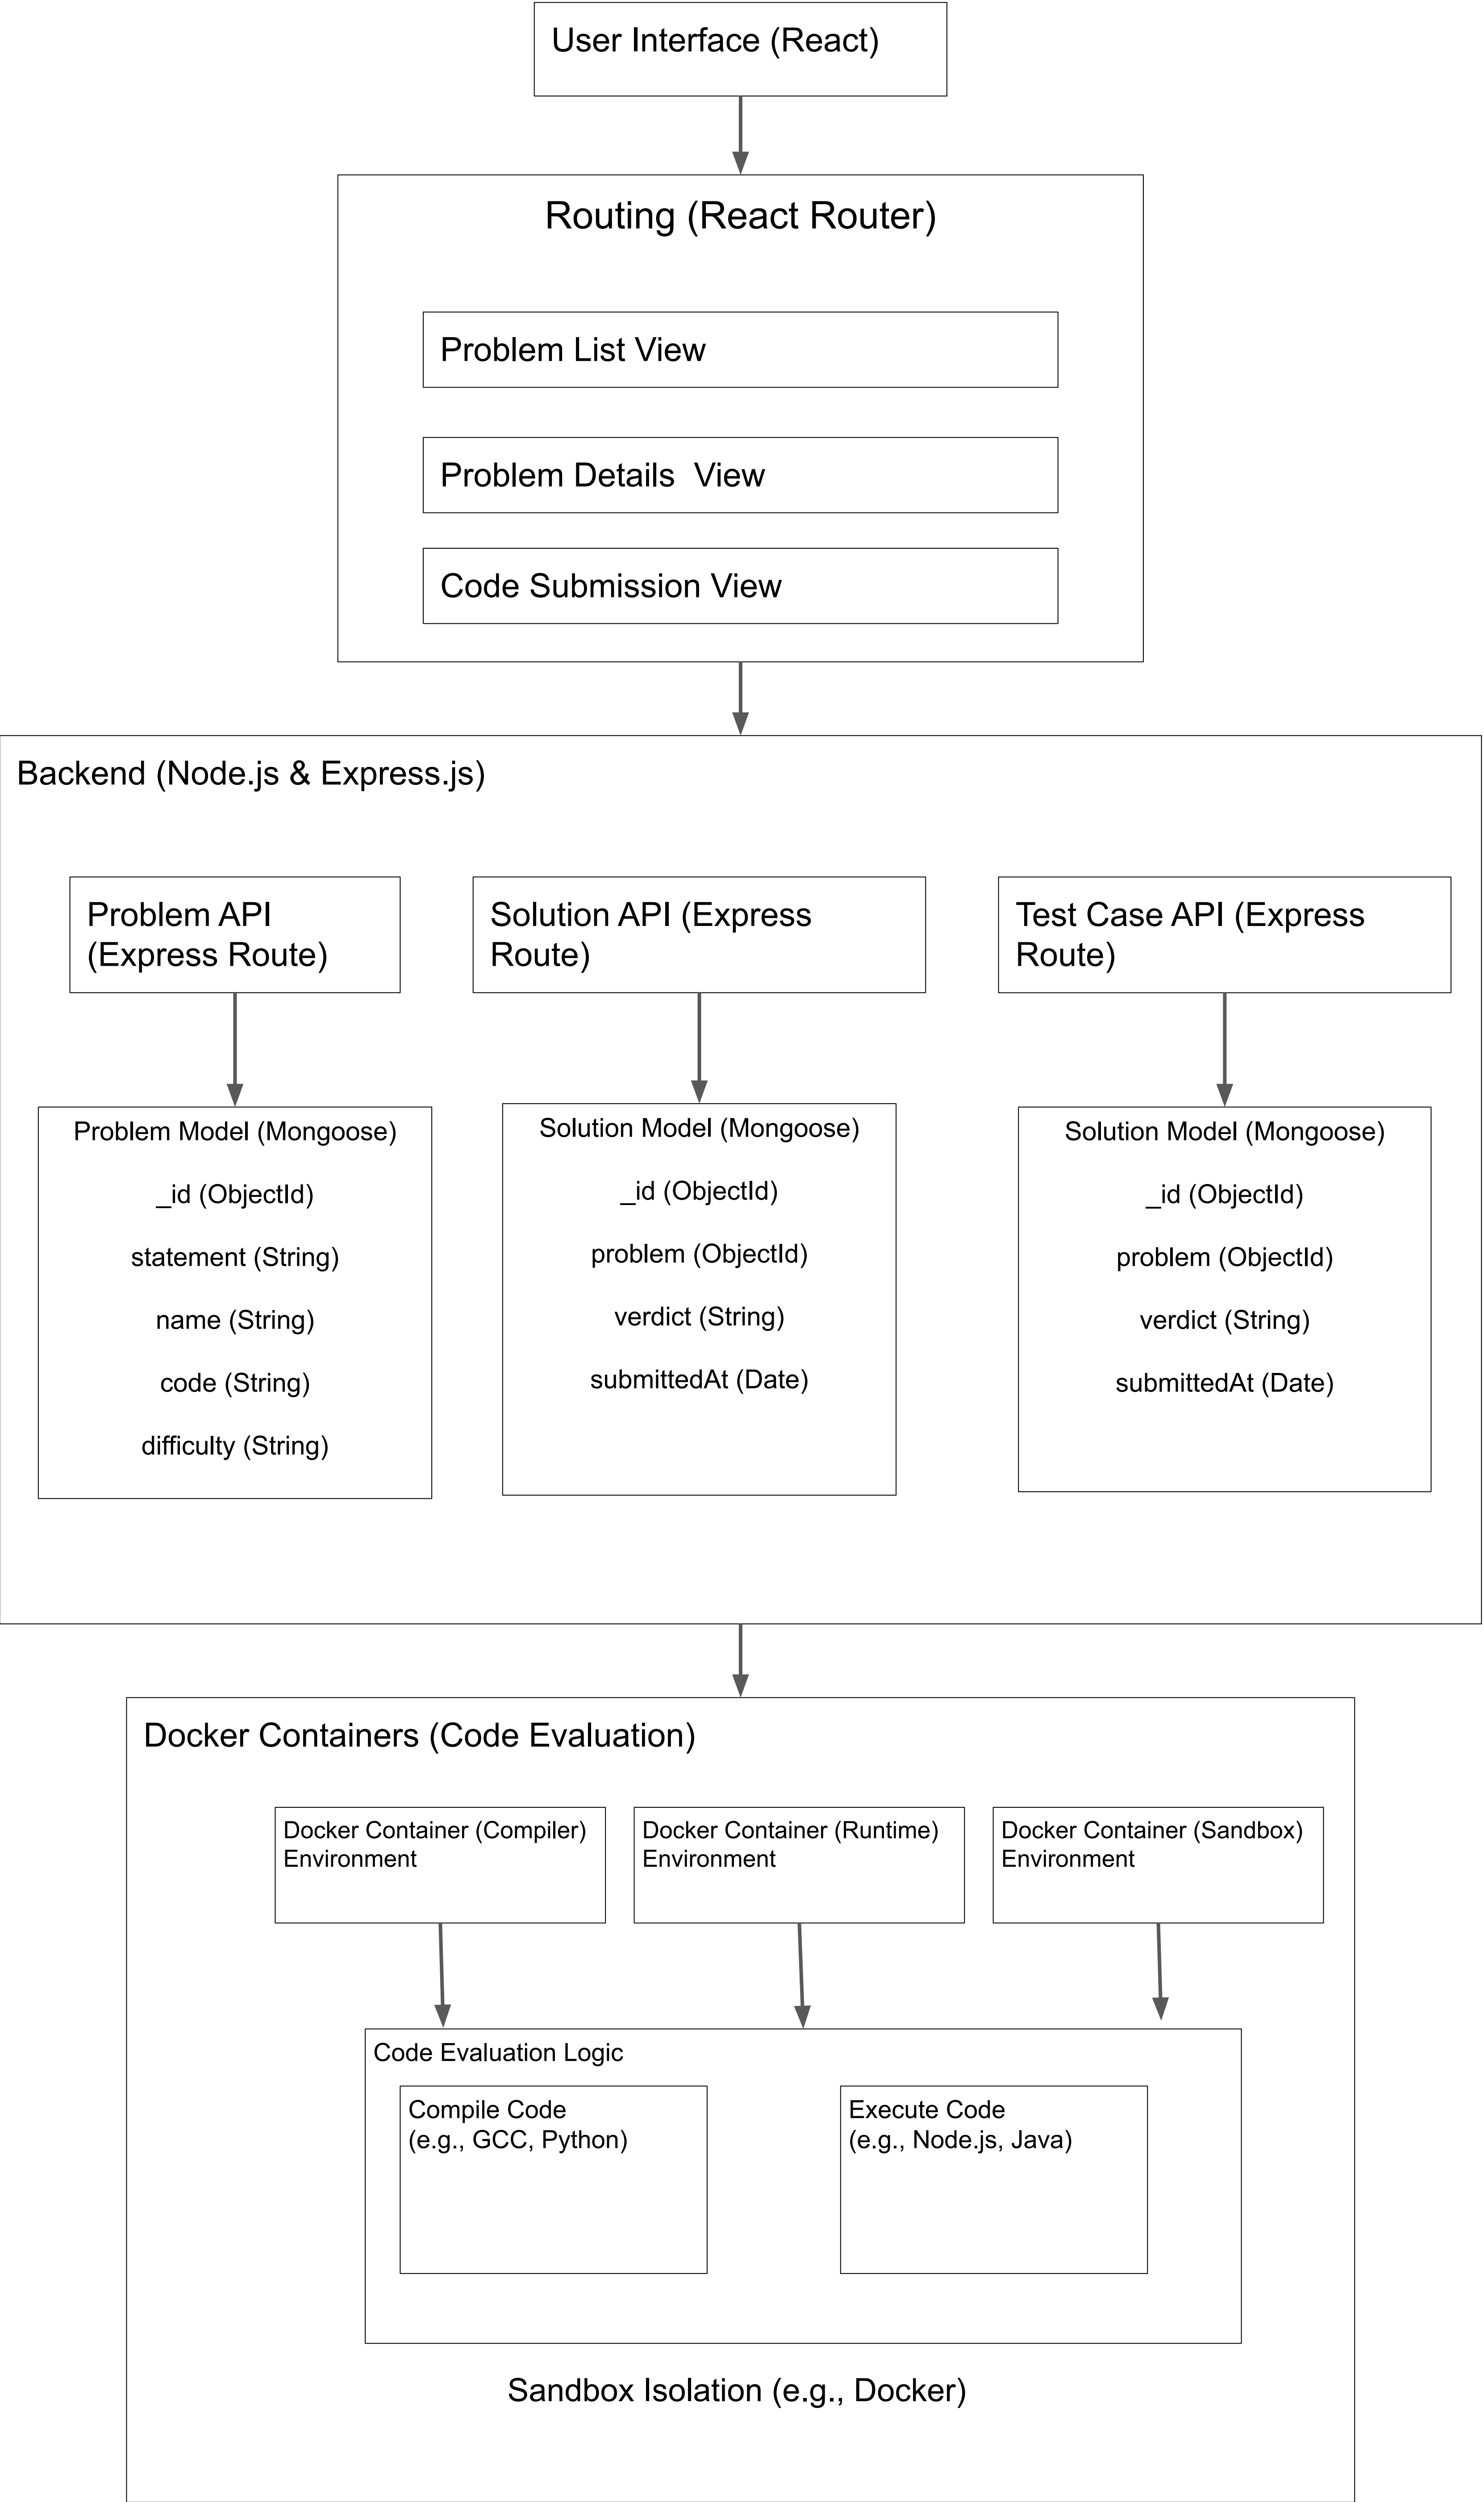 User Interface (React)
Routing (React Router)
Problem List View
Problem Details  View
Code Submission View
Backend (Node.js & Express.js)
Problem API
(Express Route)
Solution API (Express
Route)
Test Case API (Express
Route)
Problem Model (Mongoose)
_id (ObjectId)
statement (String)
name (String)
code (String)
difficulty (String)
Solution Model (Mongoose)
_id (ObjectId)
problem (ObjectId)
verdict (String)
submittedAt (Date)
Solution Model (Mongoose)
_id (ObjectId)
problem (ObjectId)
verdict (String)
submittedAt (Date)
Docker Containers (Code Evaluation)
Docker Container (Compiler)
Environment
Docker Container (Runtime)
Environment
Docker Container (Sandbox)
Environment
Code Evaluation Logic
Compile Code
(e.g., GCC, Python)
Execute Code
(e.g., Node.js, Java)
Sandbox Isolation (e.g., Docker)